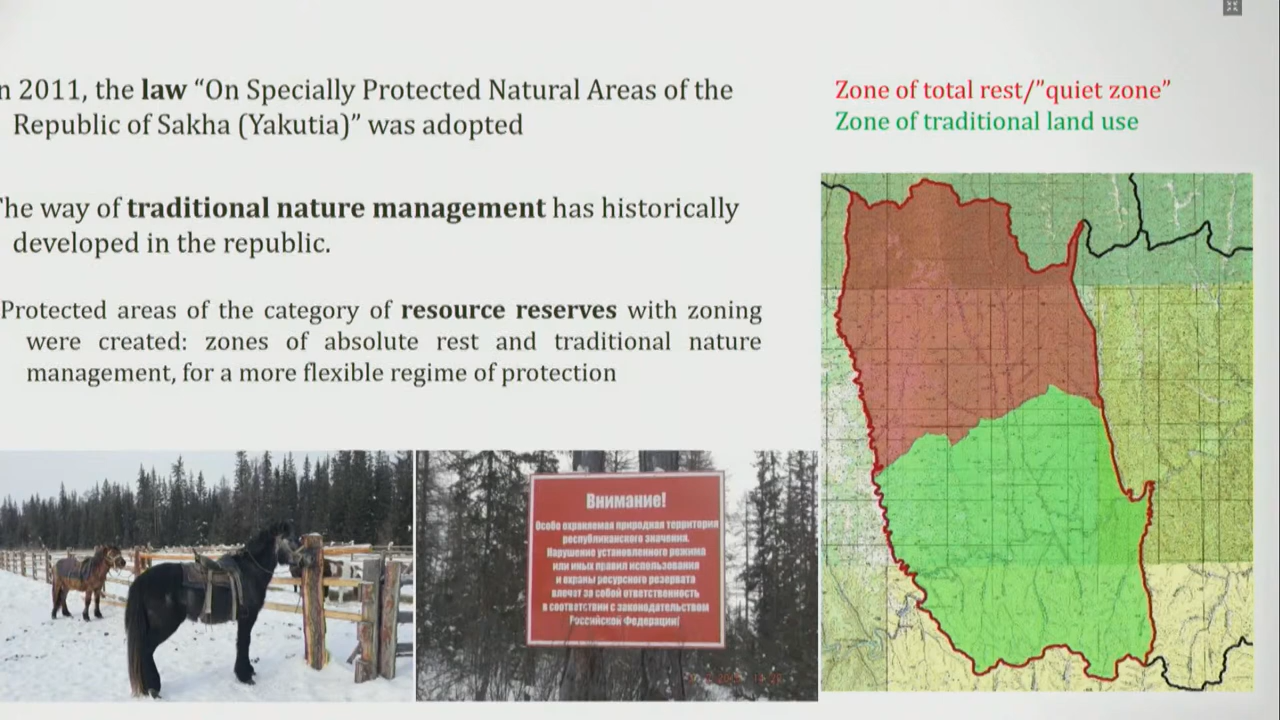 n 2011, the law “On Specially Protected Natural Areas of the
Republic of Sakha (Yakutia)” was adopted
he way of traditional nature management has historically
developed in the republic.
Protected areas of the category of resource reserves with zoning
were created: zones of absolute rest and traditional nature
management, for a more flexible regime of protection
Zone of total rest/”quiet zone”
Zone of traditional land use
Внимание!
Особо охраняемая природная территория
республиканского значения.
Нарушение установленного режима
или иных правил использования
и охраны ресурсного резервата
влечет за собой ответственность
в соответствии с законодательством
Российской Федерации!